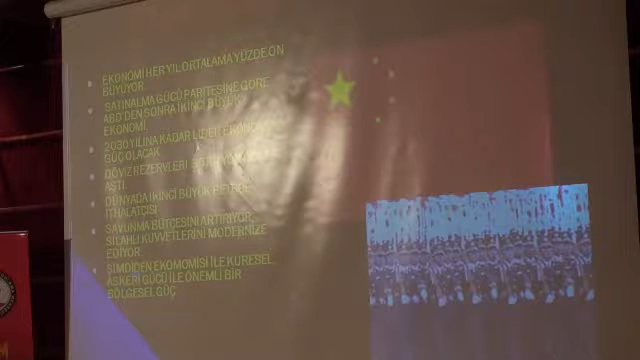 EKONOMİ HER YIL ORTALAMA YÜZDE ON
BÜYÜYOR
SATINALMA GÜCÜ PARİTESİNE GÖRE
ABD'DEN SONRA İKİNCİ BÜYÜK
EKONOMİ
2030 YILINA KADAR LİDER EKONOMİK
GÜÇ OLACAK
DÖVİZ REZERVLERİ
AŞTI
DÜNYADA İKİNCİ BÜYÜK PETROL
İTHALATÇISI
SAVUNMA BÜTÇESİNİ ARTIRIYOR,
SİLAHLI KUVVETLERİNİ MODERNİZE
EDİYOR
ŞİMDİDEN EKOMOMİSİ İLE KÜRESEL,
ASKERİ GÜCÜ İLE ÖNEMLİ BİR
BÖLGESEL GÜÇ